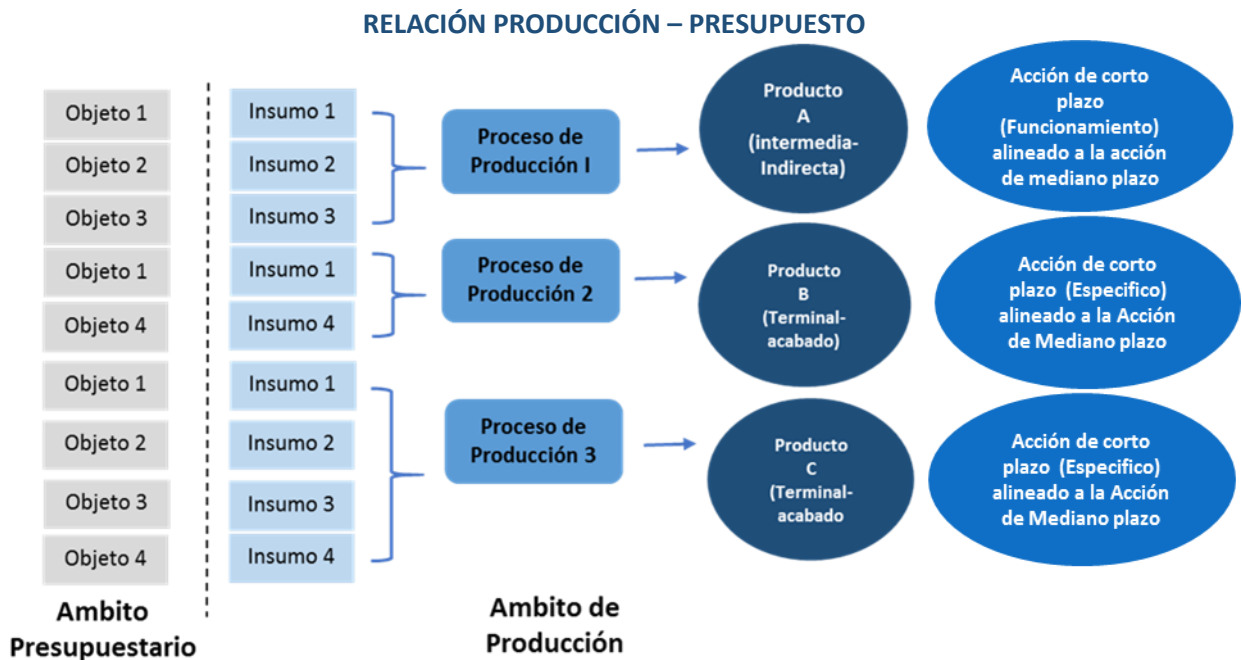 RELACIÓN PRODUCCIÓN – PRESUPUESTO
Objeto 1
Objeto 2
Objeto 3
Objeto 1
Objeto 4
Objeto 1
Objeto 2
Objeto 3
Objeto 4
Ambito
Presupuestario
Insumo 1
Insumo 2
Insumo 3
Insumo 1
Insumo 4
Insumo 1
Insumo 2
Insumo 3
Insumo 4
Proceso de
Producción I
Proceso de
Producción 2
Proceso de
Producción 3
Ambito de
Producción
Producto
A
(intermedia-
Indirecta)
Producto
B
(Terminal-
acabado)
Producto
C
(Terminal-
acabado
Acción de corto
plazo
(Funcionamiento)
alineado a la acción
de mediano plazo
Acción de corto
plazo (Especifico)
alineado a la Acción
de Mediano plazo
Acción de corto
plazo (Especifico)
alineado a la Acción
de Mediano plazo